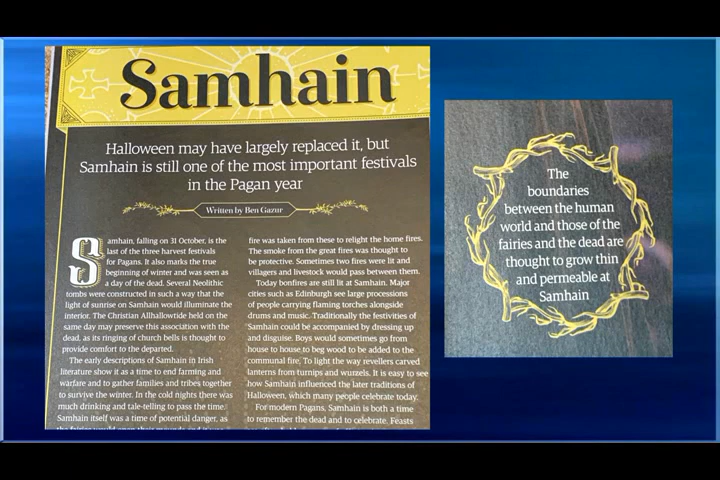 Samhain
Halloween may have largely replaced it, but
Samhain is still one of the most important festivals
in the Pagan year
Written by Ben Gazur
Samhain, falling on 31 October, is the
last of the three harvest festivals
for Pagans. It also marks the true
beginning of winter and was seen as
a day of the dead. Several Neolithic
tombs were constructed in such a way that the
light of sunrise on Samhain would illuminate the
interior. The Christian Allhallowtide held on the
same day may preserve this association with the
dead, as its ringing of church bells is thought to
provide comfort to the departed.
The early descriptions of Samhain in Irish
literature show it as a time to end farming and
warfare and to gather families and tribes together
to survive the winter. In the cold nights there was
much drinking and tale-telling to pass the time.
Samhain itself was a time of potential danger, as
the fairies would open their mounds and it was
fire was taken from these to relight the home fires.
The smoke from the great fires was thought to
be protective. Sometimes two fires were lit and
villagers and livestock would pass between them.
Today bonfires are still lit at Samhain. Major
cities such as Edinburgh see large processions
of people carrying flaming torches alongside
drums and music. Traditionally the festivities of
Samhain could be accompanied by dressing up
and disguise. Boys would sometimes go from
house to house to beg wood to be added to the
communal fire. To light the way revellers carved
lanterns from turnips and wurzels. It is easy to see
how Samhain influenced the later traditions of
Halloween, which many people celebrate today.
For modern Pagans, Samhain is both a time
to remember the dead and to celebrate. Feasts
The
boundaries
between the human
world and those of the
fairies and the dead are
thought to grow thin
and permeable at
Samhain